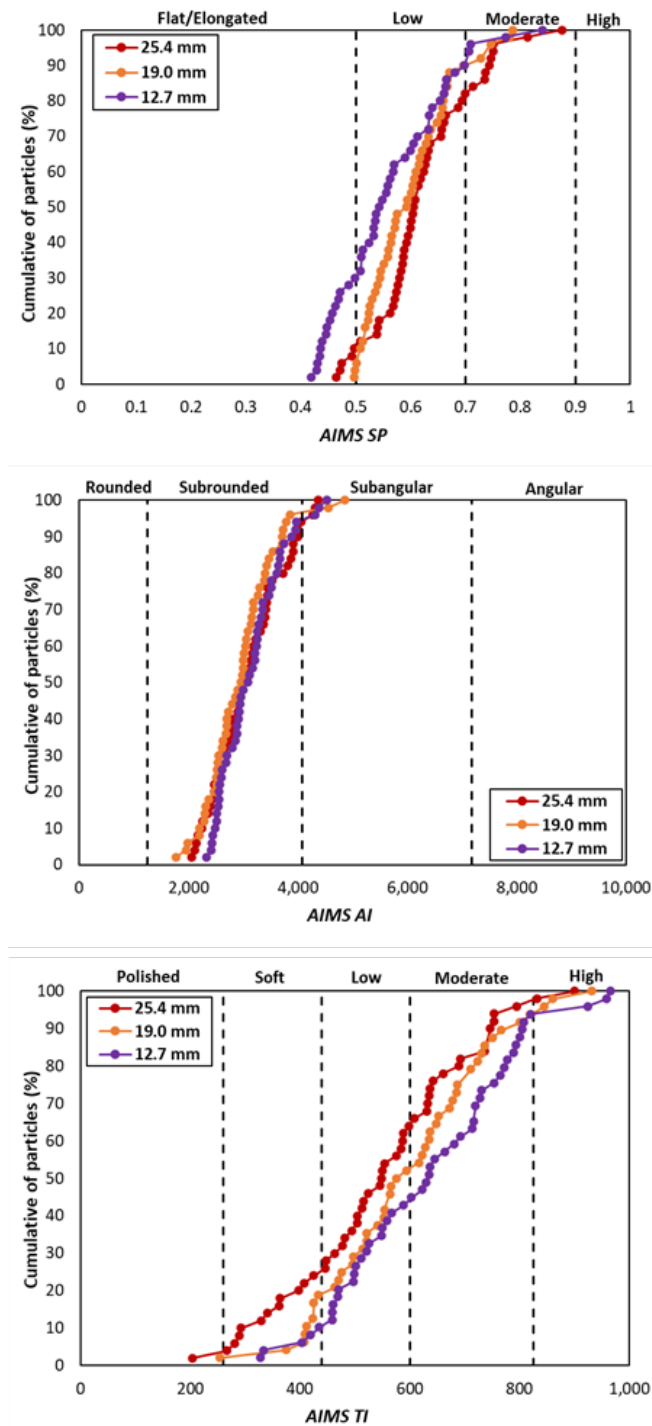 Flat/Elongated Low Moderate High
100
90
80
70
60
50
40
30
20
10
0
Cumulative of particles (%)
25.4 mm
19.0 mm
12.7 mm
0 0.1 0.2 0.3 0.4 0.5 0.6 0.7 0.8 0.9 1
AIMS SP
Rounded Subrounded Subangular Angular
100
90
80
70
60
50
40
30
20
10
0
Cumulative of particles (%)
25.4 mm
19.0 mm
12.7 mm
0 2,000 4,000 6,000 8,000 10,000
AIMS AI
Polished Soft Low Moderate High
100
90
80
70
60
50
40
30
20
10
0
Cumulative of particles (%)
25.4 mm
19.0 mm
12.7 mm
0 200 400 600 800 1,000
AIMS TI